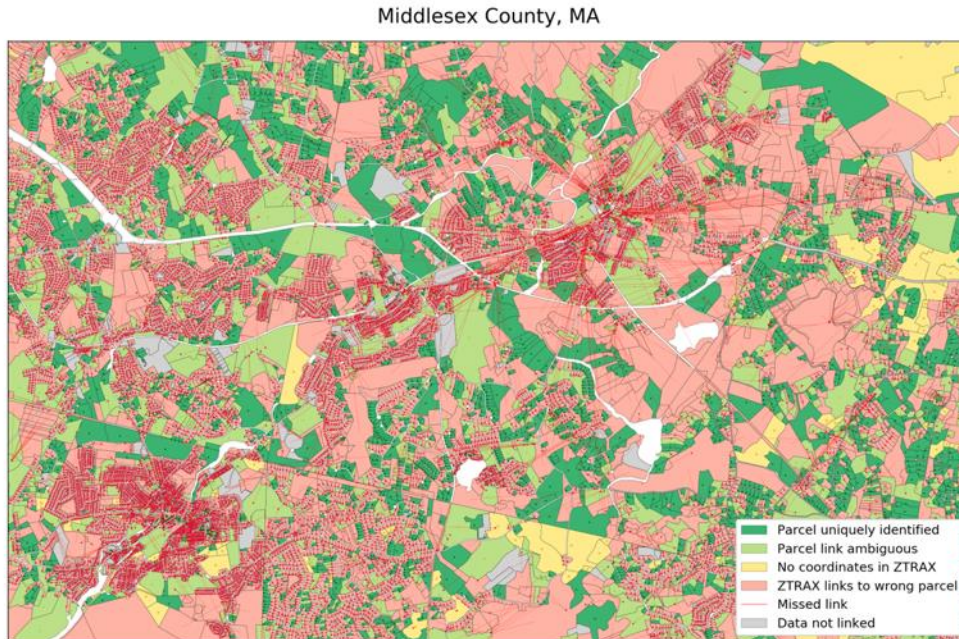 Middlesex County, MA
Parcel uniquely identified
Parcel link ambiguous
No coordinates in ZTRAX
ZTRAX links to wrong parcel
Missed link
Data not linked